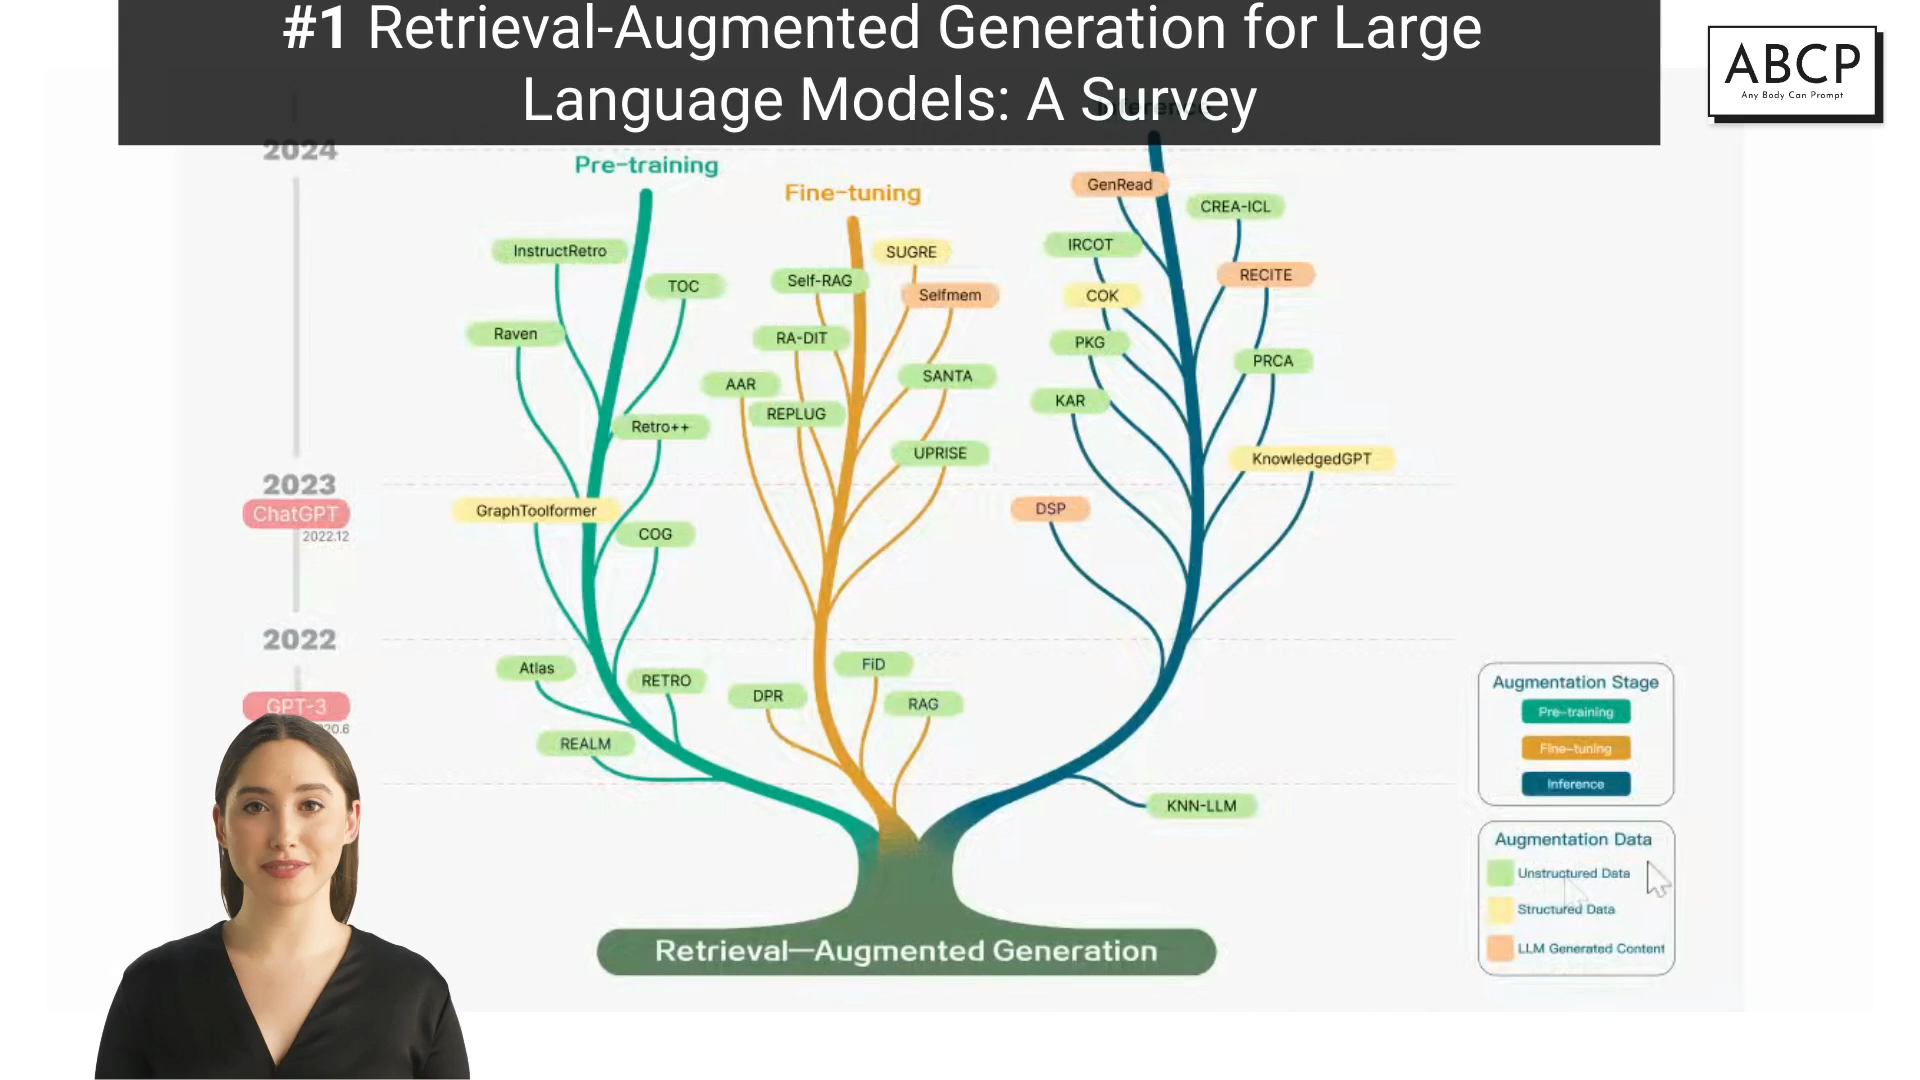 #1 Retrieval-Augmented Generation for Large
Language Models: A Survey
ABCP
Any Body Can Prompt
2024
Pre-training
Fine-tuning
Inference
GenRead
CREA-ICL
InstructRetro
SUGRE
IRCOT
TOC
Self-RAG
Selfmem
COK
RECITE
Raven
RA-DIT
PKG
PRCA
AAR
SANTA
KAR
REPLUG
Retro++
UPRISE
KnowledgedGPT
2023
ChatGPT
2022.12
GraphToolformer
COG
DSP
2022
Atlas
RETRO
FiD
DPR
RAG
GPT-3
20.6
REALM
KNN-LLM
Augmentation Stage
Pre-training
Fine-tuning
Inference
Augmentation Data
Unstructured Data
Structured Data
LLM Generated Content
Retrieval—Augmented Generation